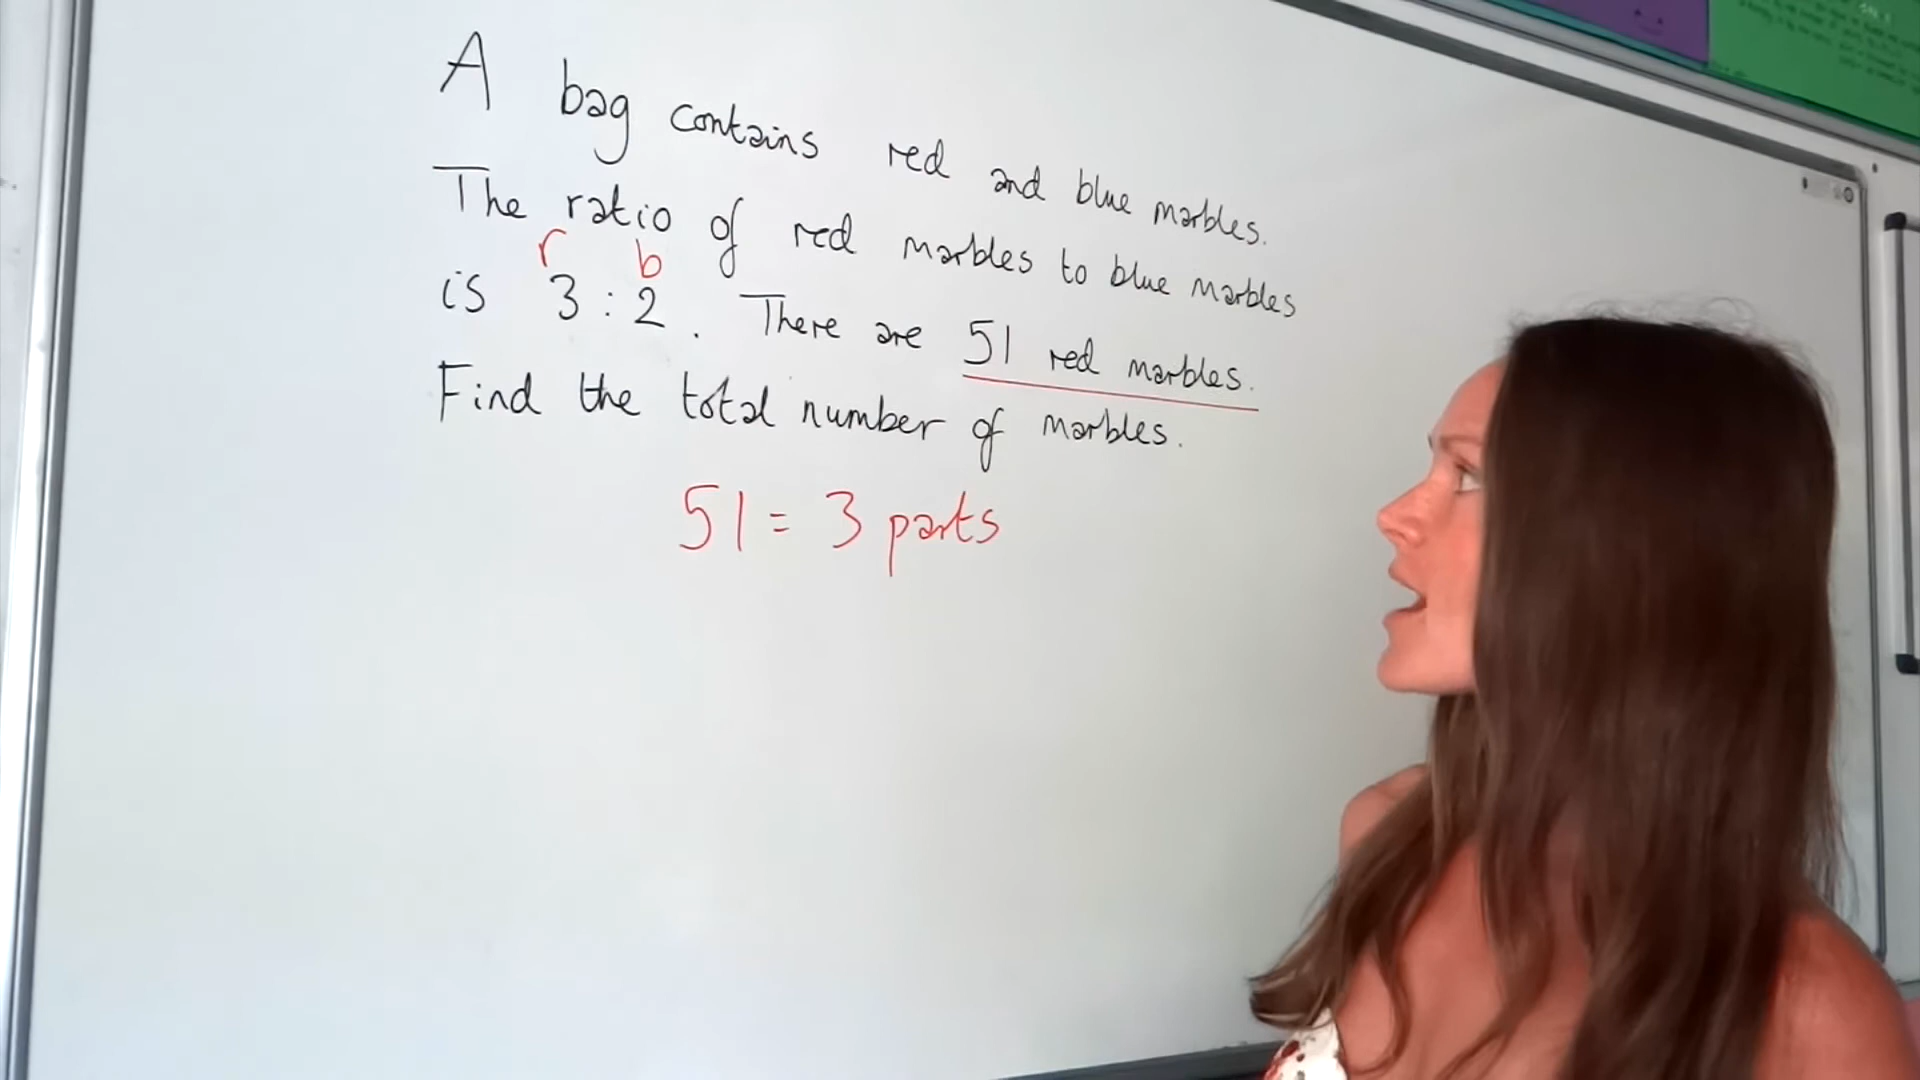 A bag contains red and blue marbles.
The ratio of red marbles to blue marbles
r b
is 3 : 2 . There are 51 red marbles.
Find the total number of marbles.
51 = 3 parts